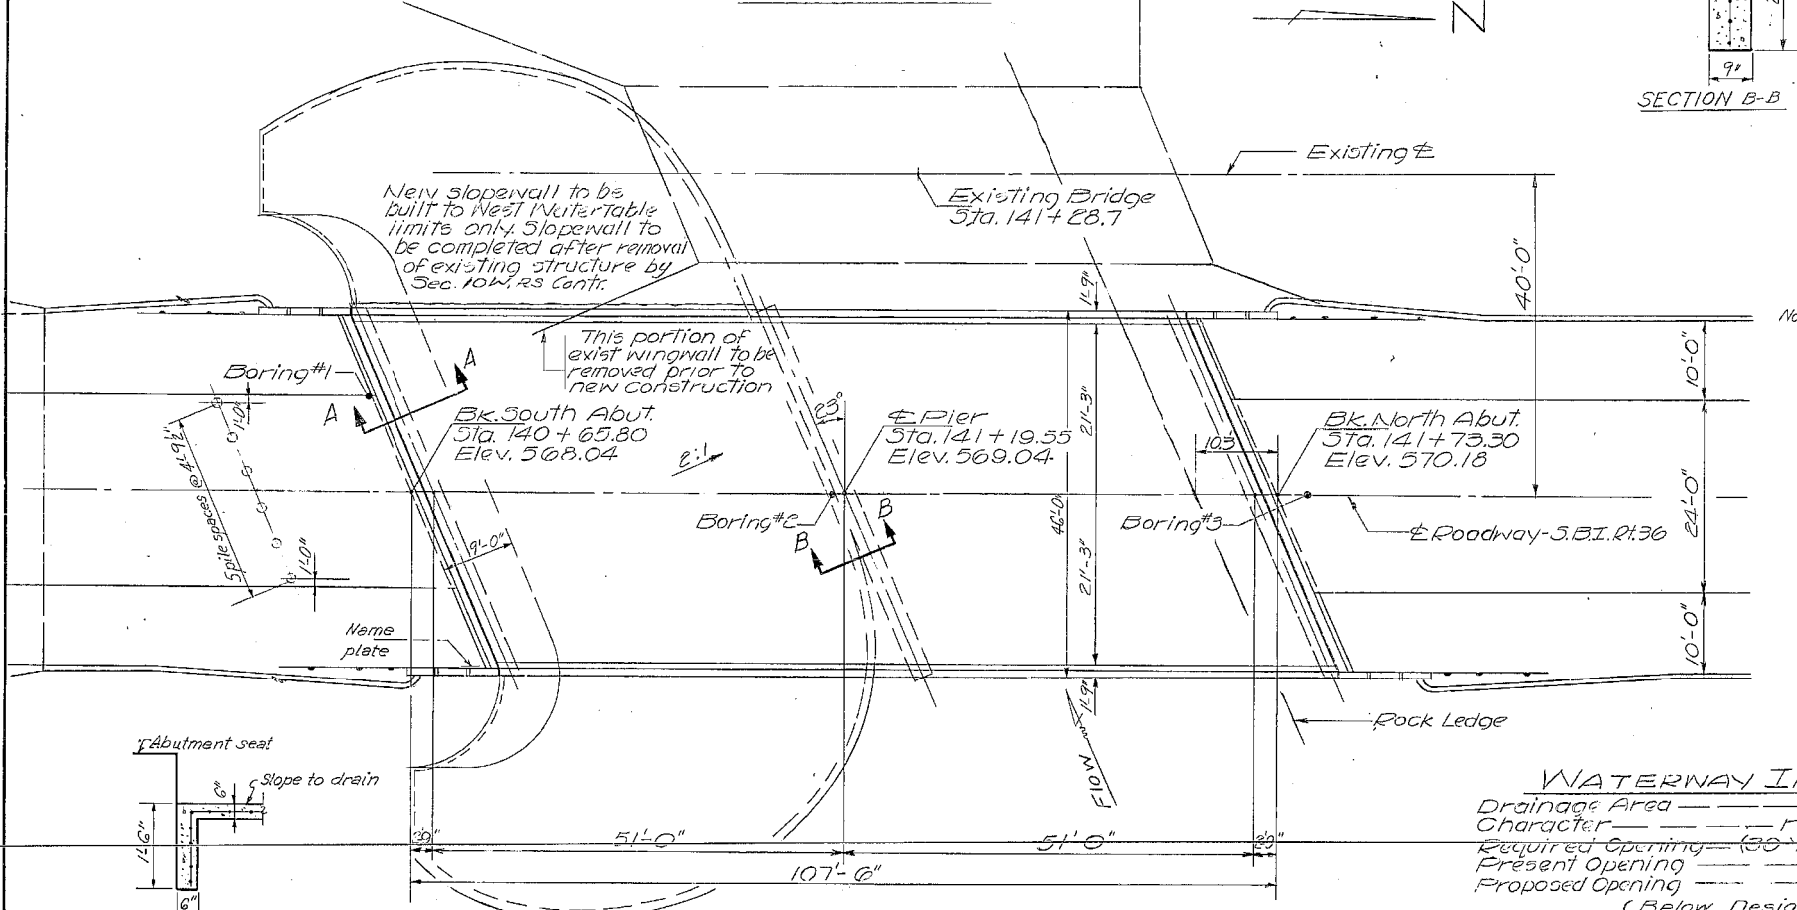 N
9"
SECTION B-B
Existing ℄
Existing Bridge
Sta. 141+28.7
New slopewall to be
built to West Water Table
limits only. Slopewall to
be completed after removal
of existing structure by
Sec. 10W, RS Contr.
40'-0"
1'-9"
This portion of
exist wingwall to be
removed prior to
new construction
Boring #1
A
A
1'-0"
5 pile spaces @ 4'-9½"
1'-0"
Bk. South Abut.
Sta. 140+65.80
Elev. 568.04
2:1
23°
℄ Pier
Sta. 141+19.55
Elev. 569.04
21'-3"
Bk. North Abut.
Sta. 141+73.30
Elev. 570.18
10'-0"
24'-0"
10'-0"
Boring #2
B
B
46'-0"
Boring #3
℄ Roadway-S.B.I. Rt. 36
9'-0"
21'-3"
Name
plate
1'-9"
Flow
Rock Ledge
Abutment seat
Slope to drain
6"
1'-6"
6"
51'-0"
51'-0"
107'-6"
Drainage Area
Character
Required Opening
Present Opening
Proposed Opening
(Below